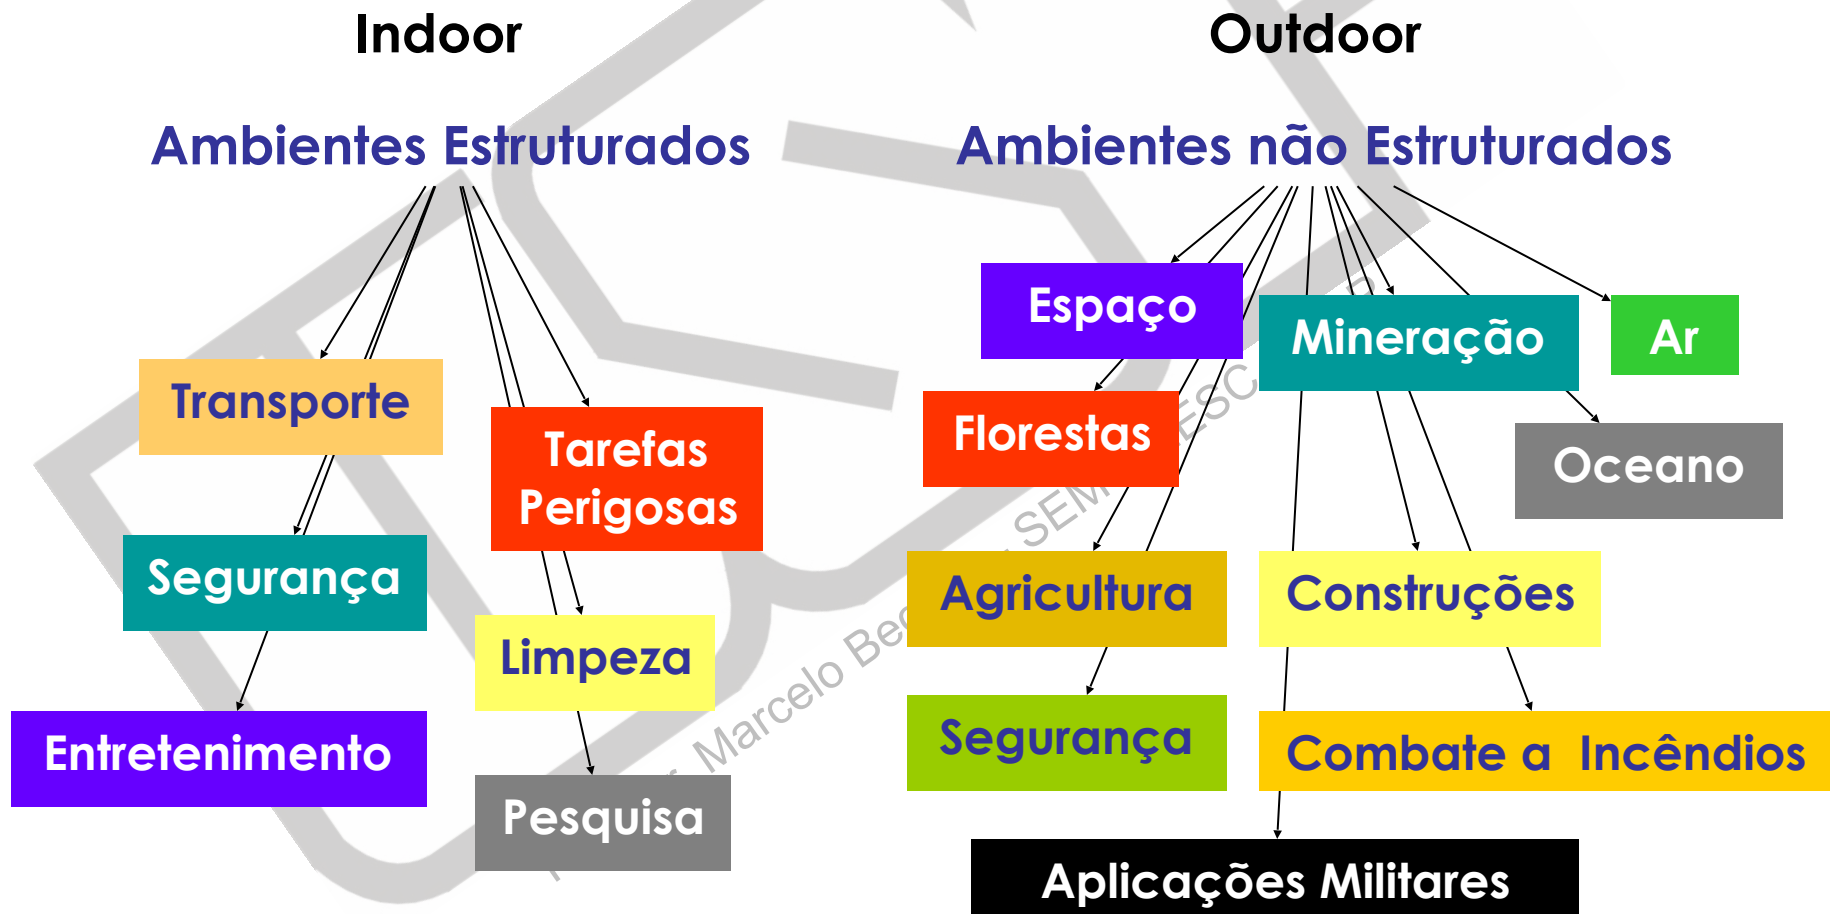 Indoor
Ambientes Estruturados
Transporte
Tarefas
Perigosas
Segurança
Limpeza
Entretenimento
Pesquisa
Outdoor
Ambientes não Estruturados
Espaço
Mineração
Ar
Florestas
Oceano
Agricultura
Construções
Segurança
Combate a Incêndios
Aplicações Militares
Marcelo